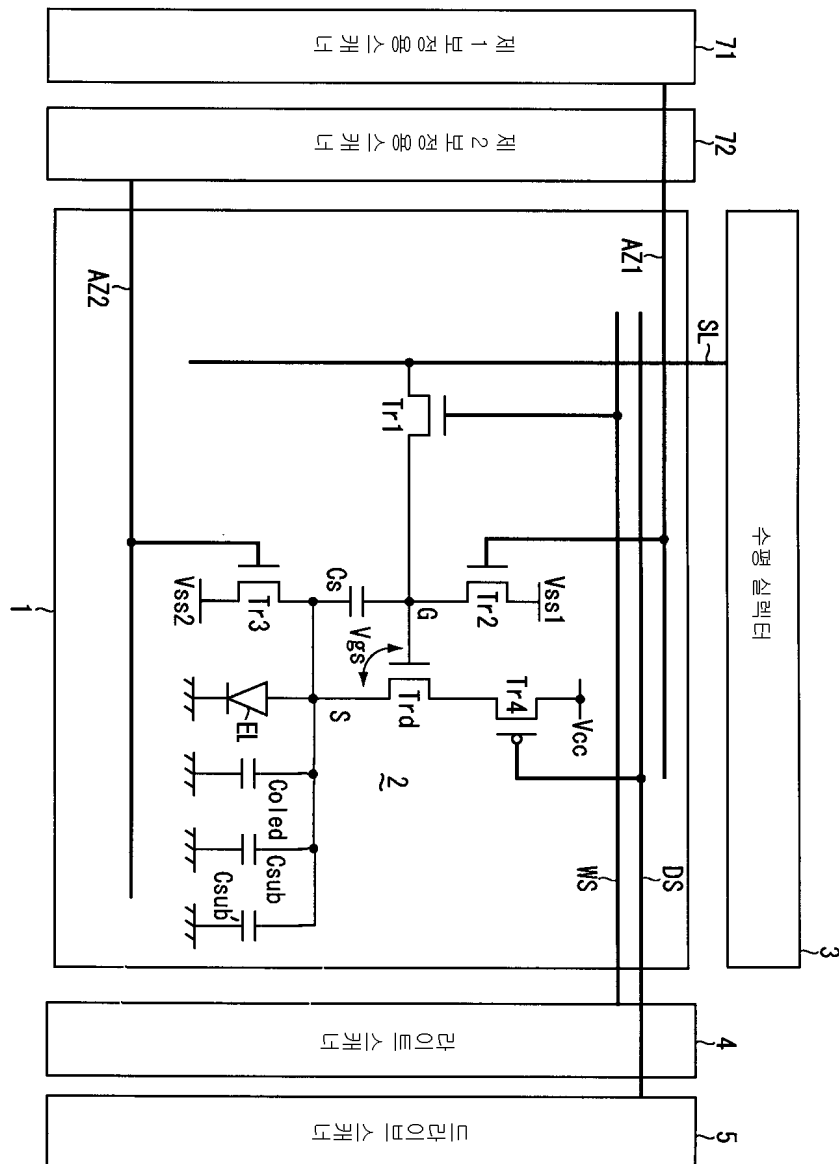 제 1 보정용스캐너
71
제 2 보정용스캐너
72
수평 실렉터
3
AZ1
AZ2
SL
Tr1
Tr2
Vss1
Tr3
Vss2
Cs
G
Vgs
Trd
Tr4
Vcc
S
EL
2
Coled
Csub
Csub'
WS
DS
1
라이트 스캐너
4
드라이브 스캐너
5